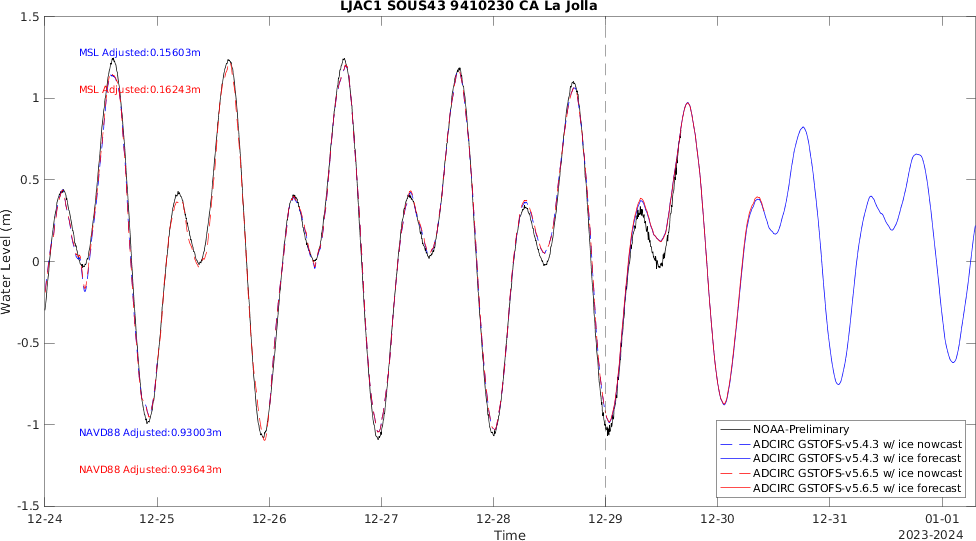 LJAC1 SOUS43 9410230 CA La Jolla
1.5
1
0.5
0
-0.5
-1
-1.5
Water Level (m)
MSL Adjusted:0.15603m
MSL Adjusted:0.16243m
NAVD88 Adjusted:0.93003m
NAVD88 Adjusted:0.93643m
NOAA-Preliminary
ADCIRC GSTOFS-v5.4.3 w/ ice nowcast
ADCIRC GSTOFS-v5.4.3 w/ ice forecast
ADCIRC GSTOFS-v5.6.5 w/ ice nowcast
ADCIRC GSTOFS-v5.6.5 w/ ice forecast
12-24 12-25 12-26 12-27 12-28 12-29 12-30 12-31 01-01
Time
2023-2024